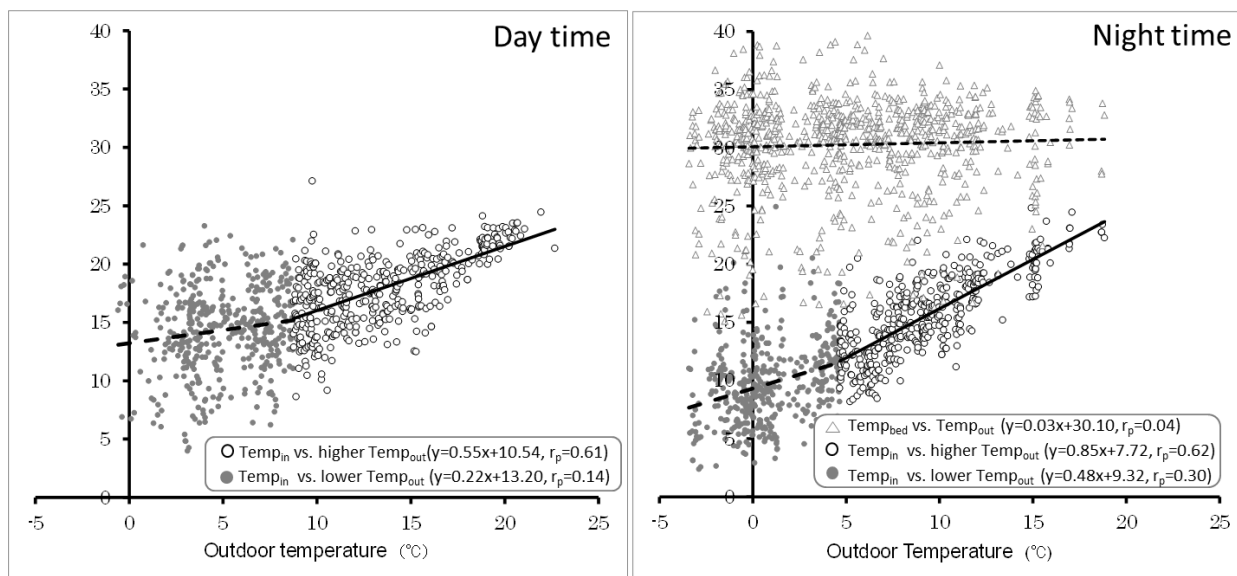 Day time
40
35
30
25
20
15
10
5
0
Temp_in vs. higher Temp_out(y=0.55x+10.54, r_p=0.61)
Temp_in vs. lower Temp_out (y=0.22x+13.20, r_p=0.14)
-5 0 5 10 15 20 25
Outdoor temperature (℃)
Night time
40
35
30
25
20
15
10
5
0
Temp_bed vs. Temp_out (y=0.03x+30.10, r_p=0.04)
Temp_in vs. higher Temp_out(y=0.85x+7.72, r_p=0.62)
Temp_in vs. lower Temp_out (y=0.48x+9.32, r_p=0.30)
-5 0 5 10 15 20 25
Outdoor Temperature (℃)